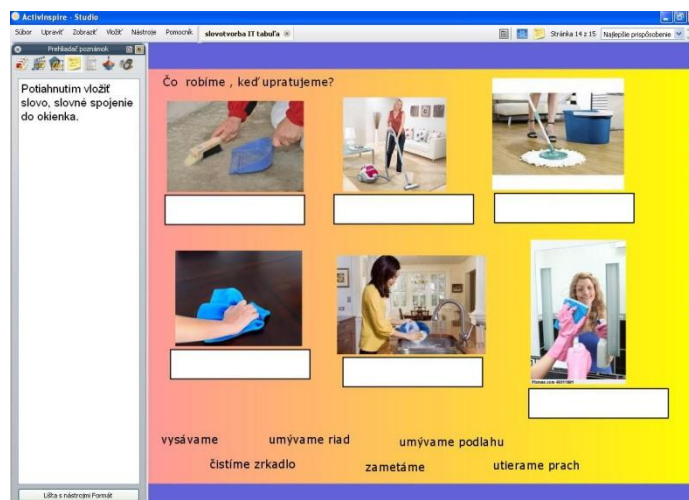 ActivInspire - Studio
Súbor Upraviť Zobraziť Vložiť Nástroje Pomocník slovotvorba IT tabuľa Stránka 14 z 15 Najlepšie prispôsobenie
Prehliadač poznámok
Potiahnutím vložiť
slovo, slovné spojenie
do okienka.
Čo robíme , keď upratujeme?
vysávame umývame riad umývame podlahu
čistíme zrkadlo zametáme utierame prach
Lišta s nástrojmi Formát